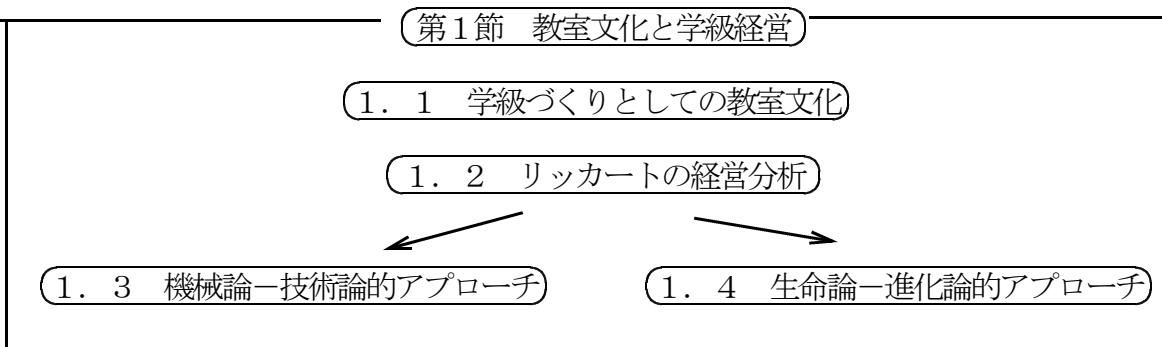 第１節　教室文化と学級経営
１．１　学級づくりとしての教室文化
１．２　リッカートの経営分析
１．３　機械論－技術論的アプローチ
１．４　生命論－進化論的アプローチ